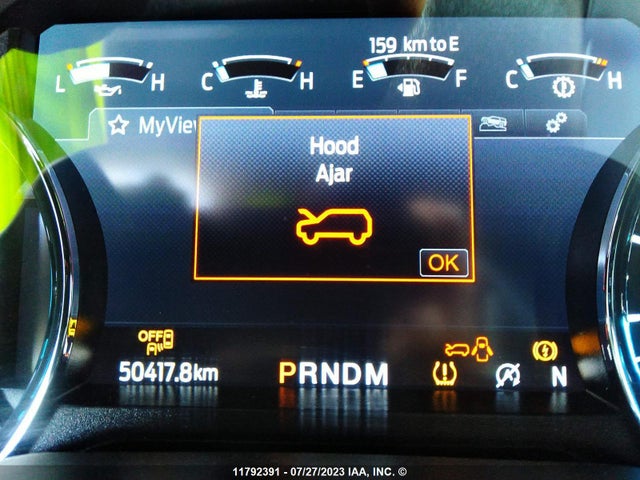 159 km to E
L H C H E F C H
MyView
Hood
Ajar
OK
OFF
50417.8km PRNDM N
11792391 - 07/27/2023 IAA, INC. ©